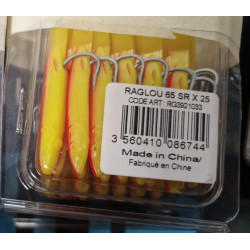 RAGLOU 65 SR X 25
CODE ART : RG3921033
3 560410 086744
Made in China/
Fabriqué en Chine